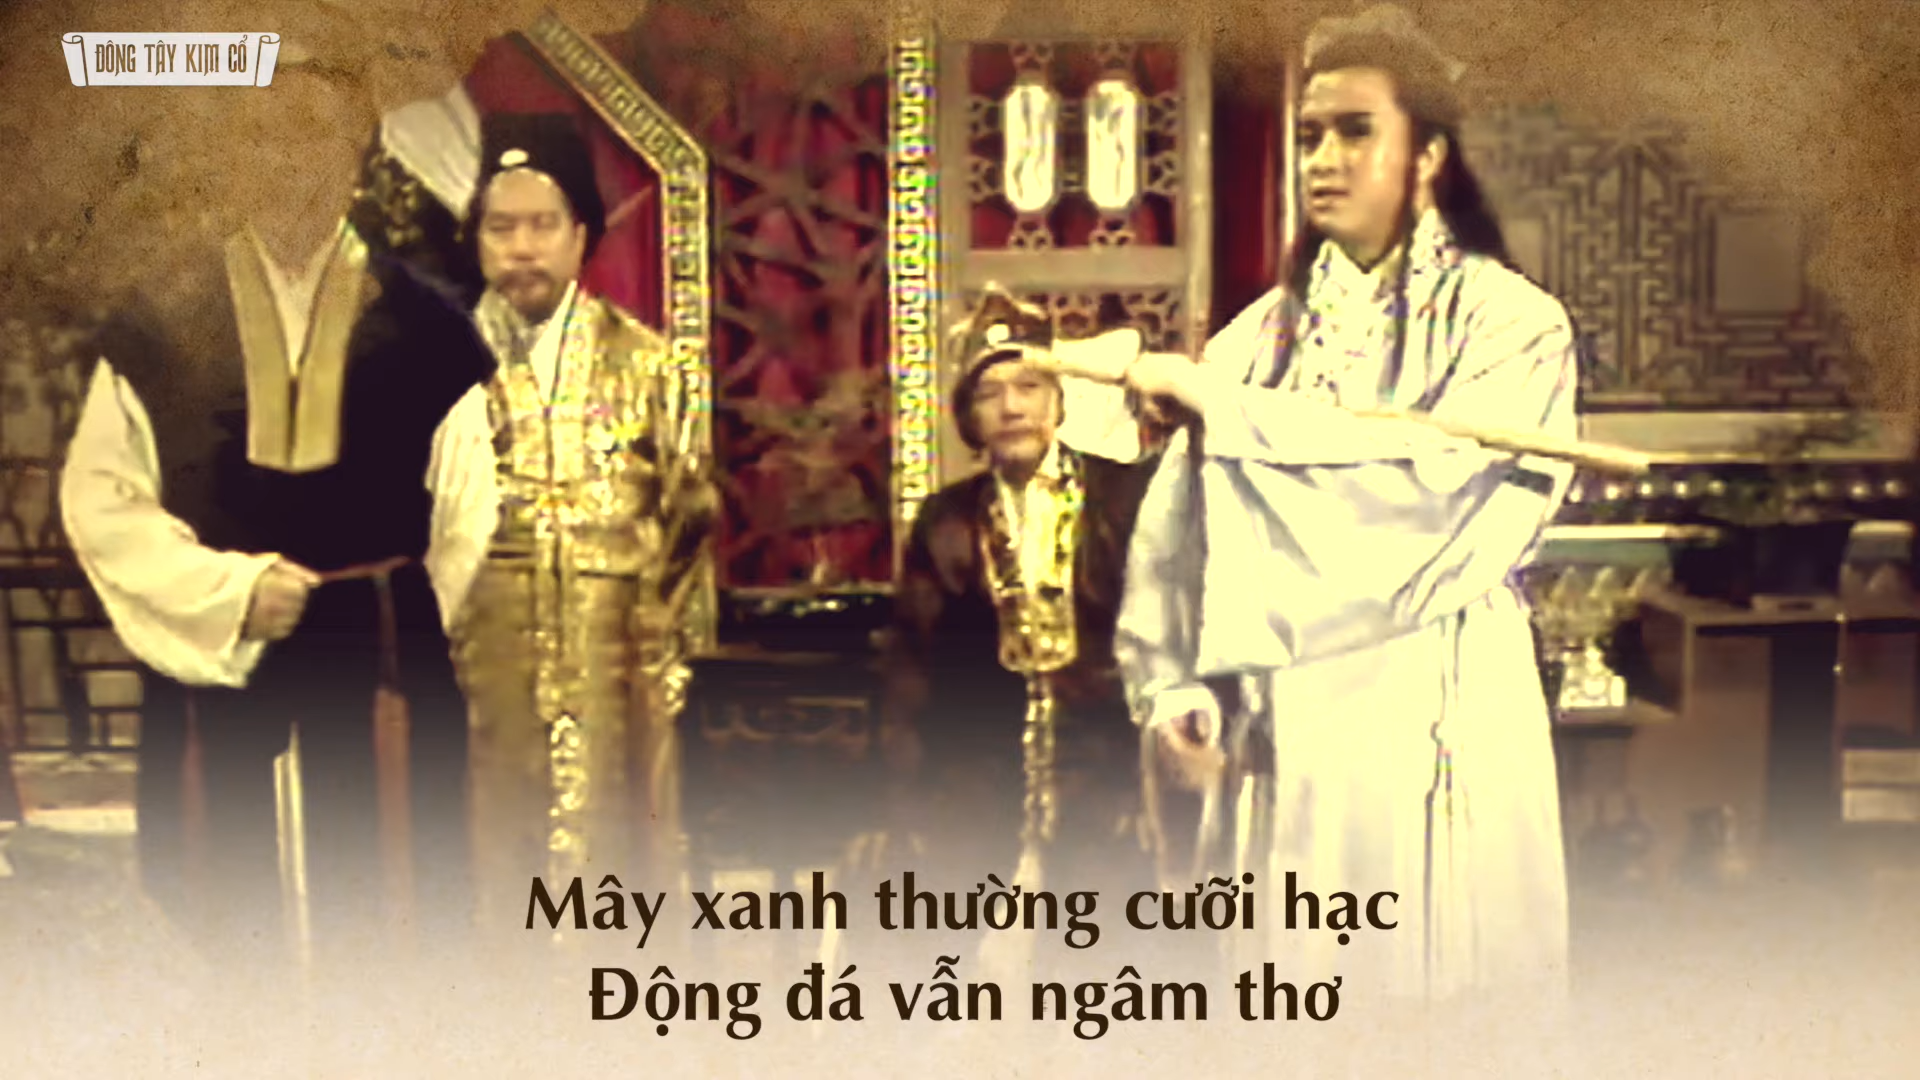 ĐÔNG TÂY KIM CỔ
Mây xanh thường cưỡi hạc
Động đá vẫn ngâm thơ